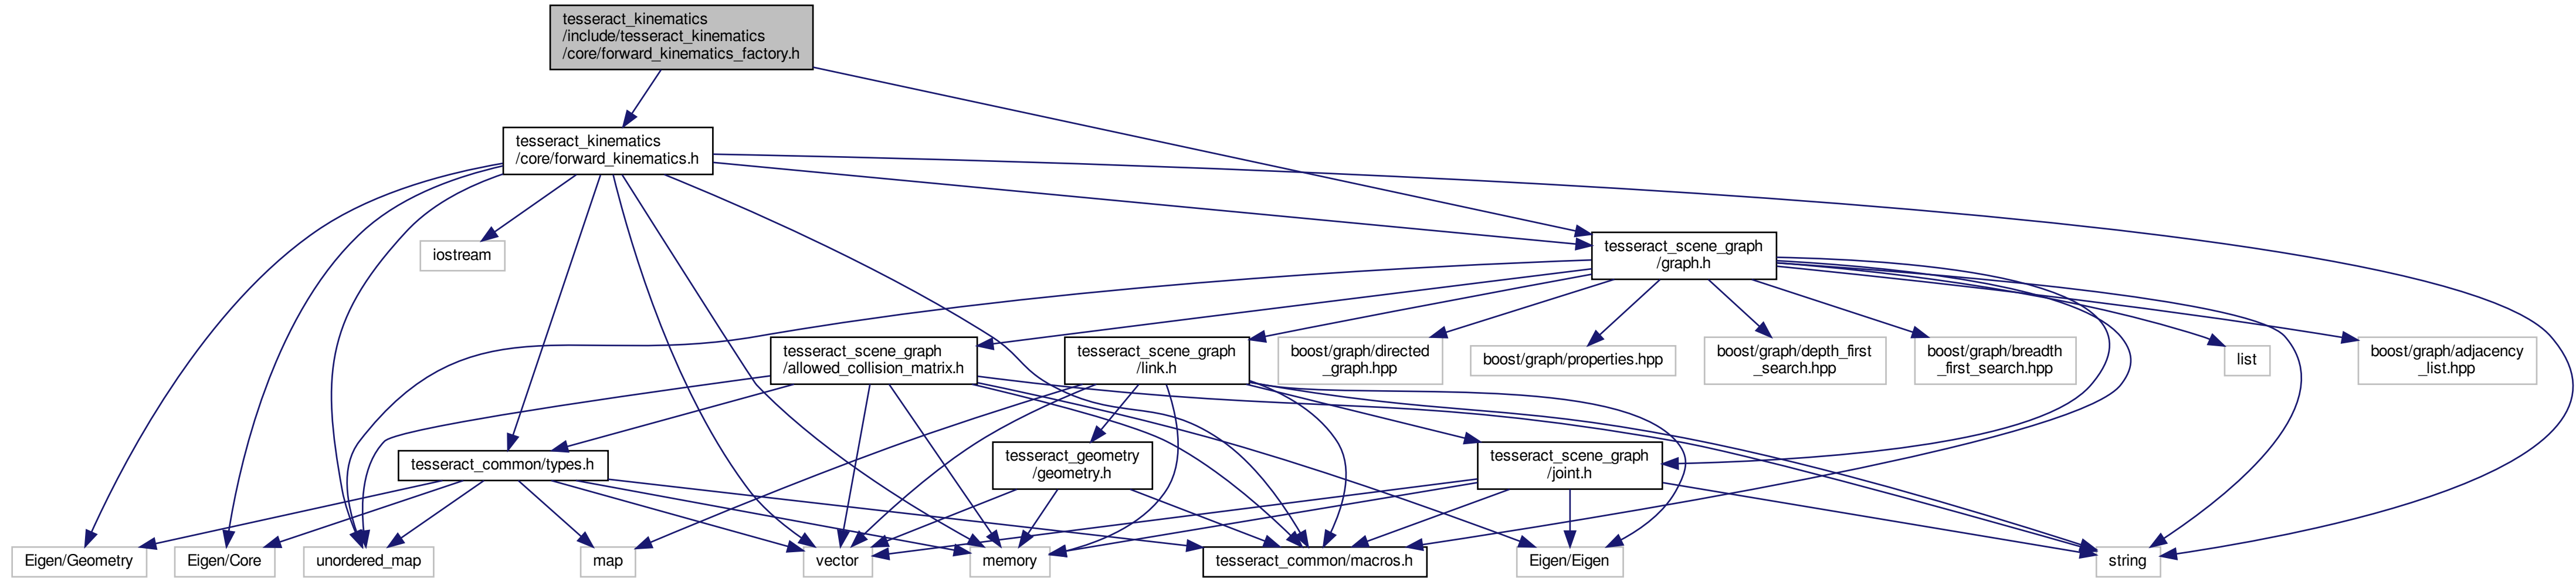 tesseract_kinematics
/include/tesseract_kinematics
/core/forward_kinematics_factory.h
tesseract_kinematics
/core/forward_kinematics.h
iostream
tesseract_scene_graph
/graph.h
tesseract_scene_graph
/allowed_collision_matrix.h
tesseract_scene_graph
/link.h
boost/graph/directed
_graph.hpp
boost/graph/properties.hpp
boost/graph/depth_first
_search.hpp
boost/graph/breadth
_first_search.hpp
list
boost/graph/adjacency
_list.hpp
tesseract_common/types.h
tesseract_geometry
/geometry.h
tesseract_scene_graph
/joint.h
Eigen/Geometry
Eigen/Core
unordered_map
map
vector
memory
tesseract_common/macros.h
Eigen/Eigen
string